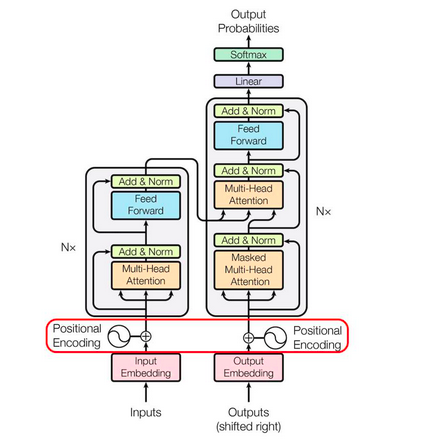 Output
Probabilities
Softmax
Linear
Add & Norm
Feed
Forward
Add & Norm
Multi-Head
Attention
Add & Norm
Masked
Multi-Head
Attention
Nx
Add & Norm
Feed
Forward
Add & Norm
Multi-Head
Attention
Nx
Positional
Encoding
Positional
Encoding
Input
Embedding
Output
Embedding
Inputs
Outputs
(shifted right)